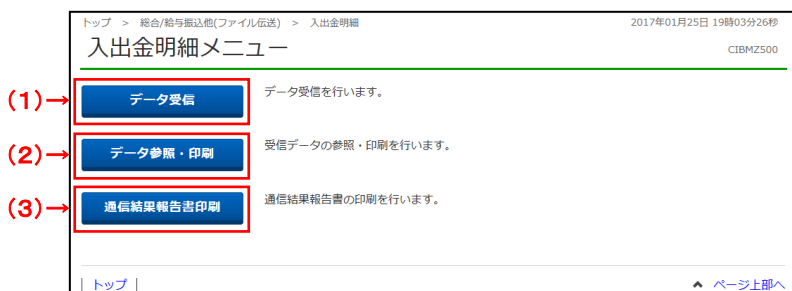 トップ > 総合/給与振込他(ファイル伝送) > 入出金明細 2017年01月25日 19時03分26秒
入出金明細メニュー CIBMZ500
(1)→ データ受信 データ受信を行います。
(2)→ データ参照・印刷 受信データの参照・印刷を行います。
(3)→ 通信結果報告書印刷 通信結果報告書の印刷を行います。
| トップ | ページ上部へ